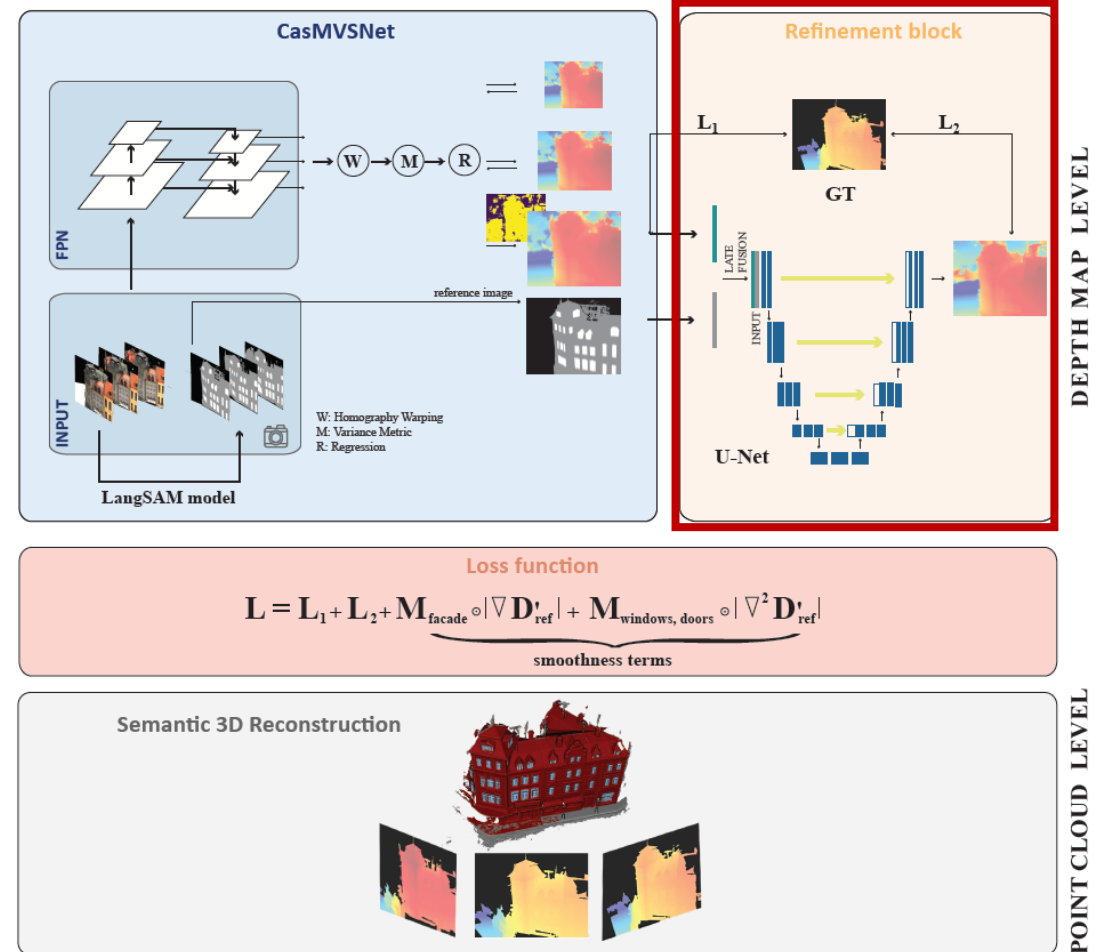 CasMVSNet
Refinement block
FPN
W
M
R
L1
L2
GT
reference image
LATE
FUSION
INPUT
U-Net
INPUT
W: Homography Warping
M: Variance Metric
R: Regression
LangSAM model
DEPTH MAP LEVEL
Loss function
L = L1 + L2 + Mfacade ⊙|∇ D'ref | + Mwindows, doors ⊙|∇² D'ref|
smoothness terms
Semantic 3D Reconstruction
POINT CLOUD LEVEL